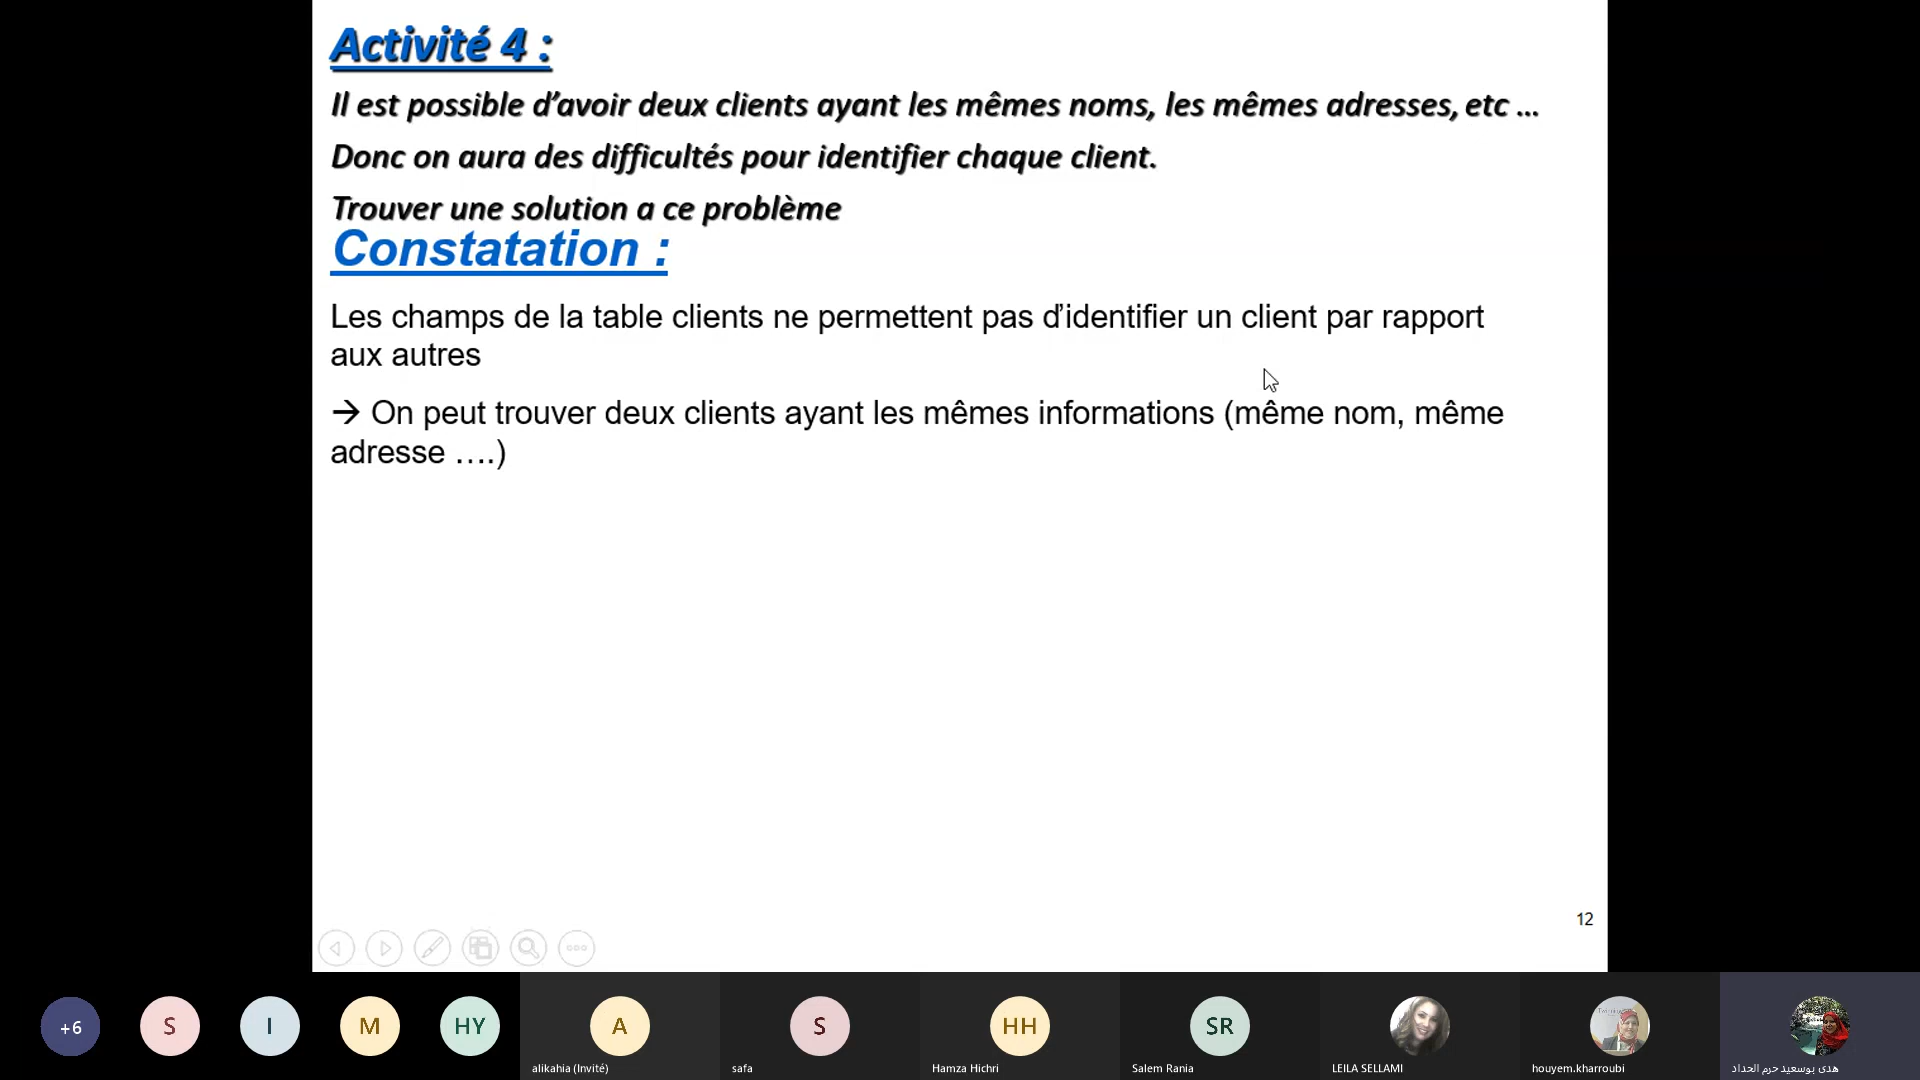 Activité 4 :
Il est possible d’avoir deux clients ayant les mêmes noms, les mêmes adresses, etc ...
Donc on aura des difficultés pour identifier chaque client.
Trouver une solution a ce problème
Constatation :
Les champs de la table clients ne permettent pas d’identifier un client par rapport
aux autres
→ On peut trouver deux clients ayant les mêmes informations (même nom, même
adresse ….)
12
+6 S I M HY A S HH SR
alikahia (Invité) safa Hamza Hichri Salem Rania LEILA SELLAMI houyem.kharroubi هدى بوسعيد حرم الحداد